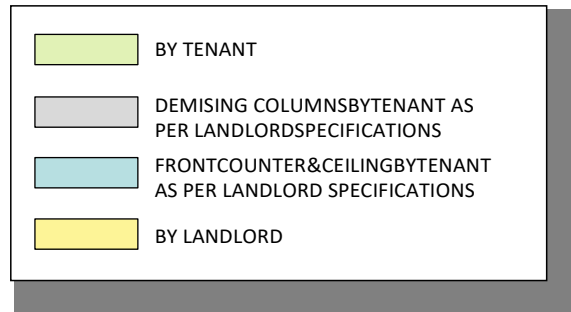 BY TENANT
DEMISING COLUMNSBYTENANT AS
PER LANDLORDSPECIFICATIONS
FRONTCOUNTER&CEILINGBYTENANT
AS PER LANDLORD SPECIFICATIONS
BY LANDLORD